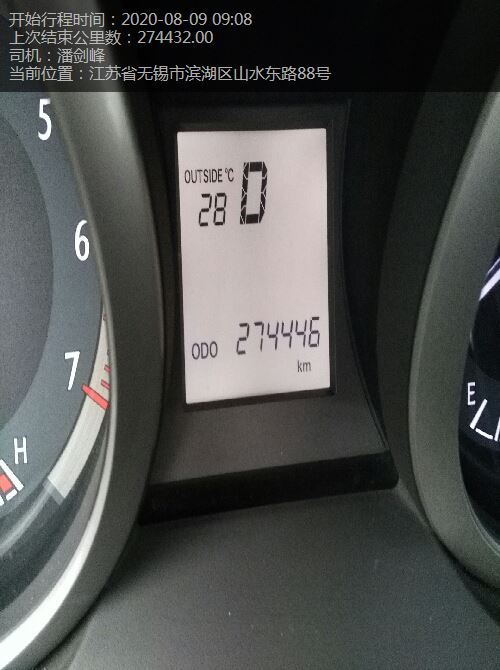 开始行程时间：2020-08-09 09:08
上次结束公里数：274432.00
司机：潘剑峰
当前位置：江苏省无锡市滨湖区山水东路88号
5
6
7
H
OUTSIDE °C
28 D
ODO 274446
km
E